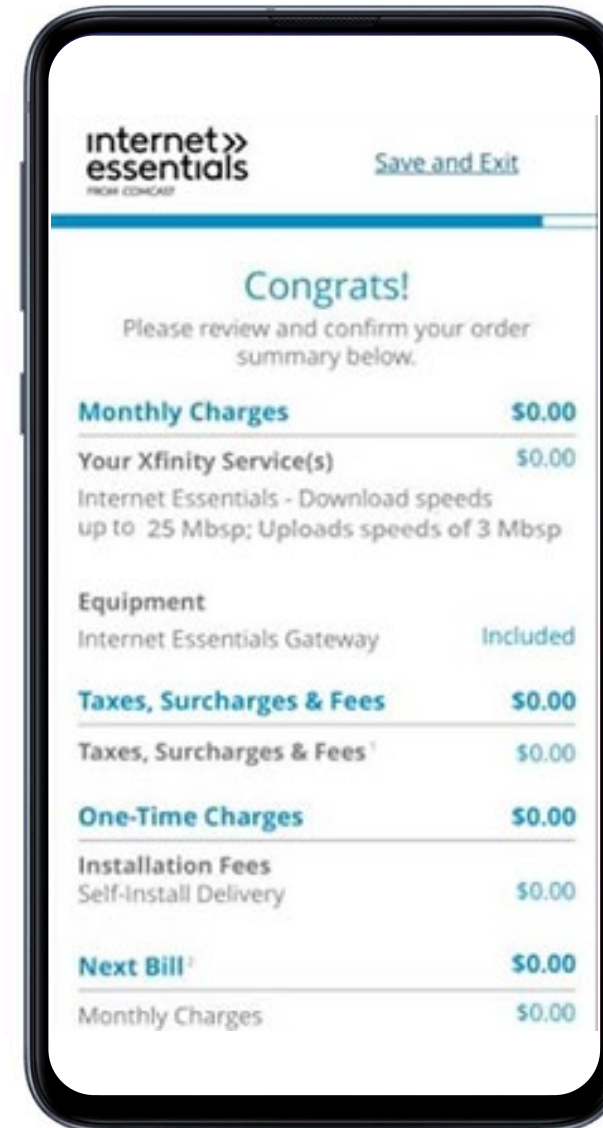 internet»
essentials
FROM COMCAST
Save and Exit
Congrats!
Please review and confirm your order
summary below.
Monthly Charges $0.00
Your Xfinity Service(s) $0.00
Internet Essentials - Download speeds
up to 25 Mbsp; Uploads speeds of 3 Mbsp
Equipment
Internet Essentials Gateway Included
Taxes, Surcharges & Fees $0.00
Taxes, Surcharges & Fees ¹ $0.00
One-Time Charges $0.00
Installation Fees
Self-Install Delivery $0.00
Next Bill ² $0.00
Monthly Charges $0.00